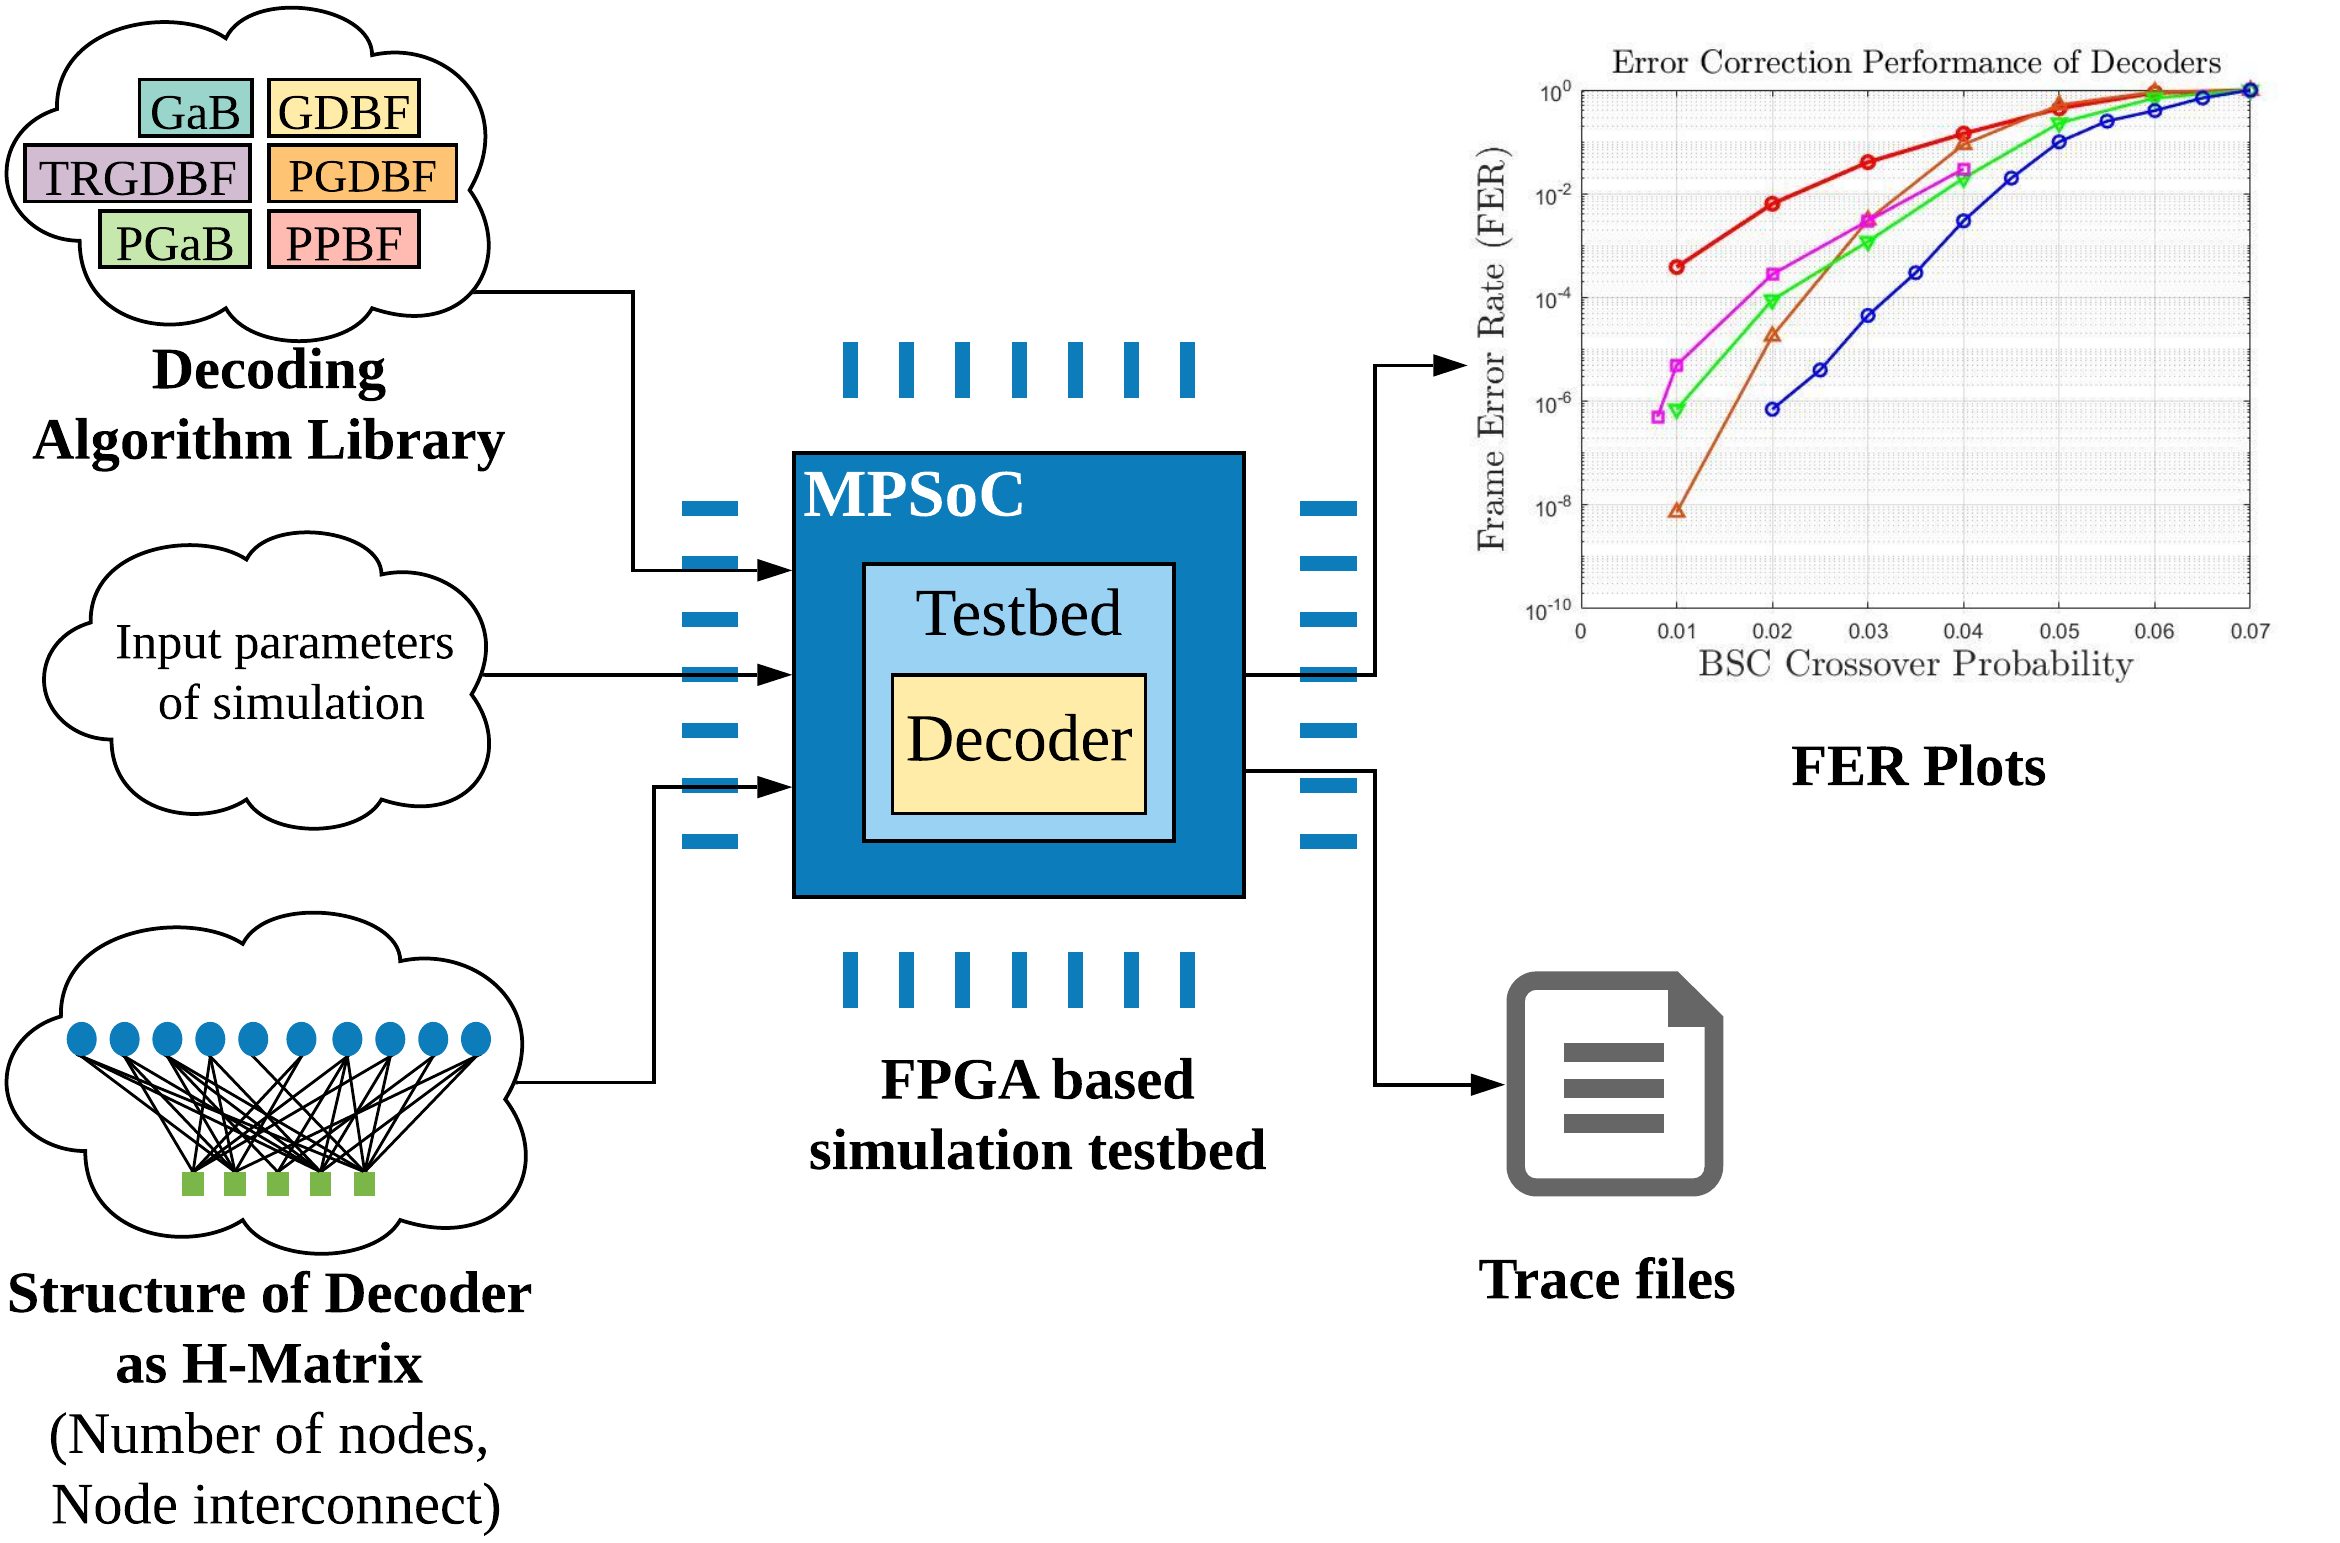 GaB
GDBF
TRGDBF
PGDBF
PGaB
PPBF
Decoding
Algorithm Library
Input parameters
of simulation
Structure of Decoder
as H-Matrix
(Number of nodes,
Node interconnect)
MPSoC
Testbed
Decoder
FPGA based
simulation testbed
Error Correction Performance of Decoders
Frame Error Rate (FER)
10^0
10^-2
10^-4
10^-6
10^-8
10^-10
0 0.01 0.02 0.03 0.04 0.05 0.06 0.07
BSC Crossover Probability
FER Plots
Trace files